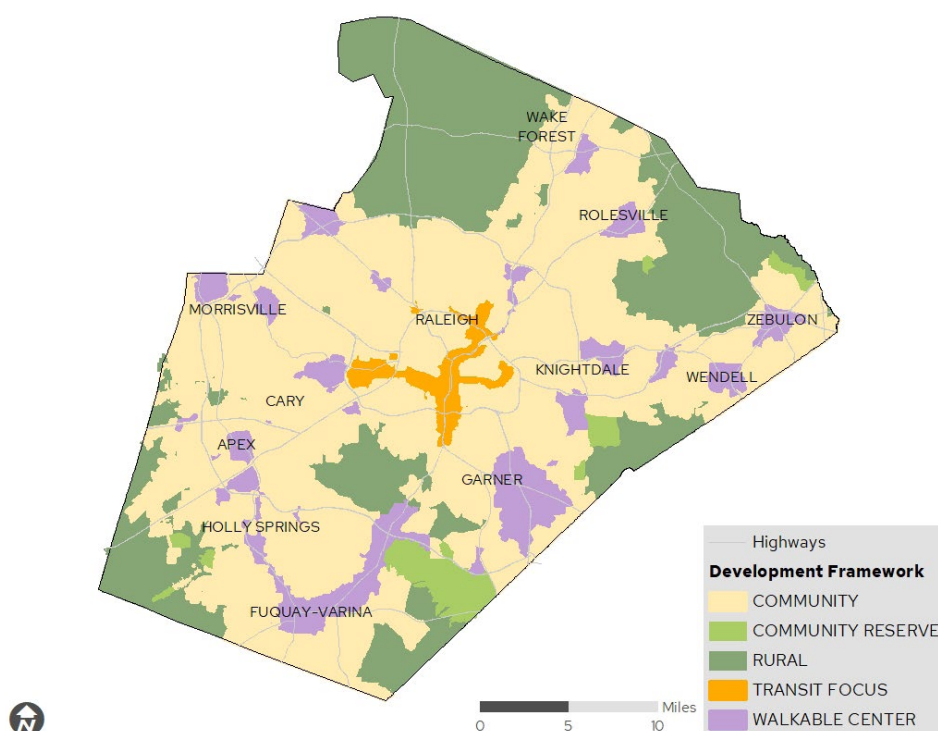 WAKE
FOREST
ROLESVILLE
MORRISVILLE
RALEIGH
ZEBULON
KNIGHTDALE
WENDELL
CARY
APEX
GARNER
HOLLY SPRINGS
FUQUAY-VARINA
Highways
Development Framework
COMMUNITY
COMMUNITY RESERVE
RURAL
TRANSIT FOCUS
WALKABLE CENTER
Miles
0 5 10
N